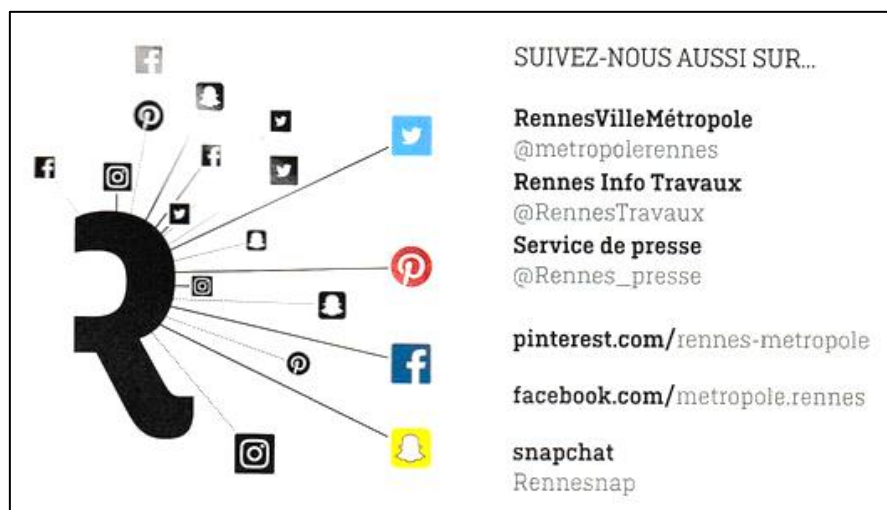 SUIVEZ-NOUS AUSSI SUR...
RennesVilleMétropole
@metropolerennes
Rennes Info Travaux
@RennesTravaux
Service de presse
@Rennes_presse
pinterest.com/rennes-metropole
facebook.com/metropole.rennes
snapchat
Rennesnap
R